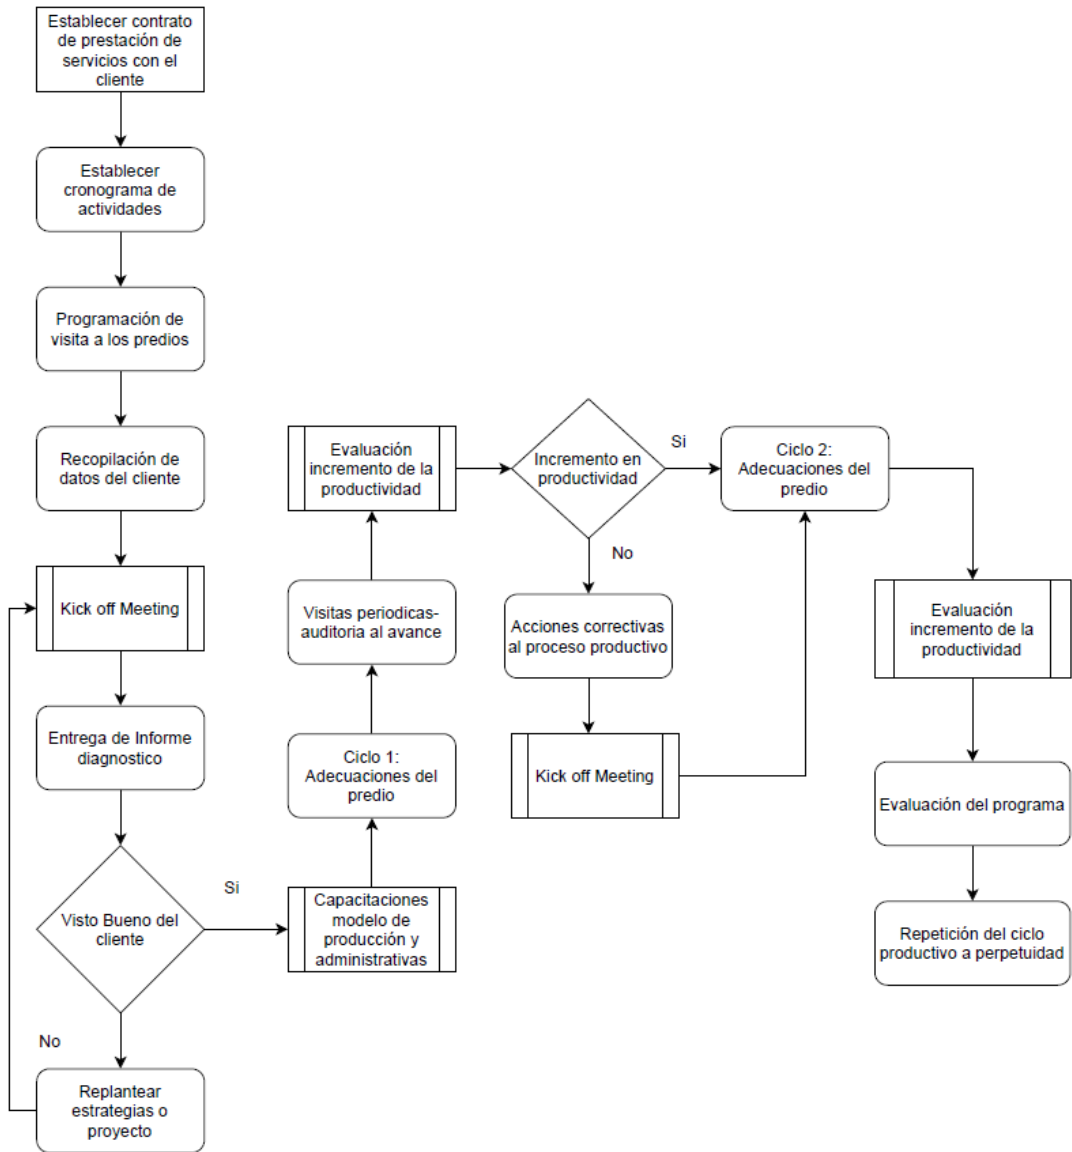 Establecer contrato
de prestación de
servicios con el
cliente
Establecer
cronograma de
actividades
Programación de
visita a los predios
Recopilación de
datos del cliente
Kick off Meeting
Entrega de Informe
diagnostico
Visto Bueno del
cliente
Si
No
Replantear
estrategias o
proyecto
Capacitaciones
modelo de
producción y
administrativas
Ciclo 1:
Adecuaciones del
predio
Visitas periodicas-
auditoria al avance
Evaluación
incremento de la
productividad
Incremento en
productividad
Si
No
Acciones correctivas
al proceso productivo
Kick off Meeting
Ciclo 2:
Adecuaciones del
predio
Evaluación
incremento de la
productividad
Evaluación del programa
Repetición del ciclo
productivo a perpetuidad